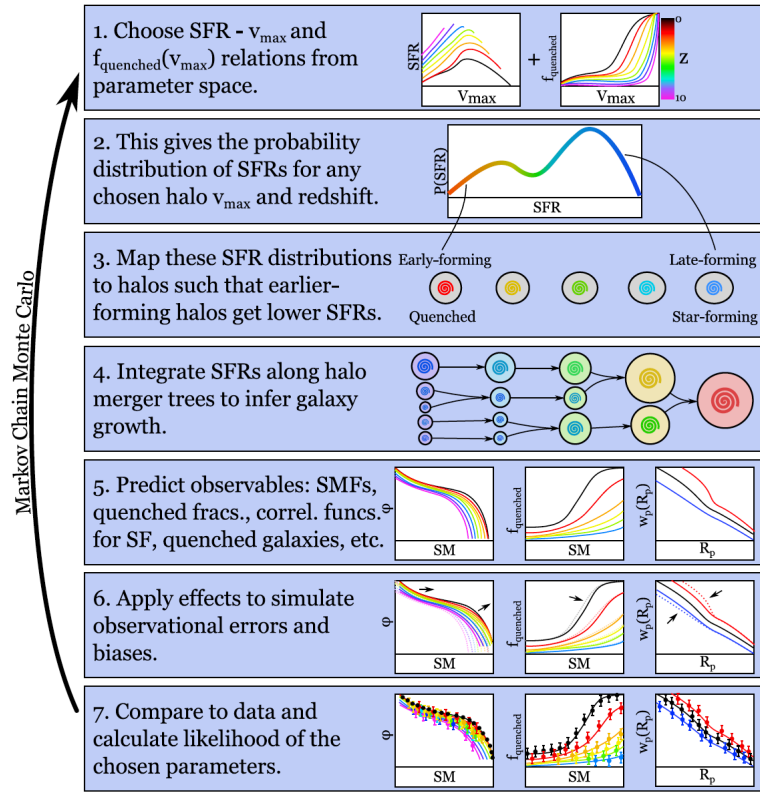 Markov Chain Monte Carlo
1. Choose SFR - vmax and
fquenched(vmax) relations from
parameter space.
SFR
Vmax
+
fquenched
Vmax
0
Z
10
2. This gives the probability
distribution of SFRs for any
chosen halo vmax and redshift.
P(SFR)
SFR
3. Map these SFR distributions
to halos such that earlier-
forming halos get lower SFRs.
Early-forming
Late-forming
Quenched
Star-forming
4. Integrate SFRs along halo
merger trees to infer galaxy
growth.
5. Predict observables: SMFs,
quenched fracs., correl. funcs.
for SF, quenched galaxies, etc.
φ
SM
fquenched
SM
wp(Rp)
Rp
6. Apply effects to simulate
observational errors and
biases.
φ
SM
fquenched
SM
wp(Rp)
Rp
7. Compare to data and
calculate likelihood of the
chosen parameters.
φ
SM
fquenched
SM
wp(Rp)
Rp